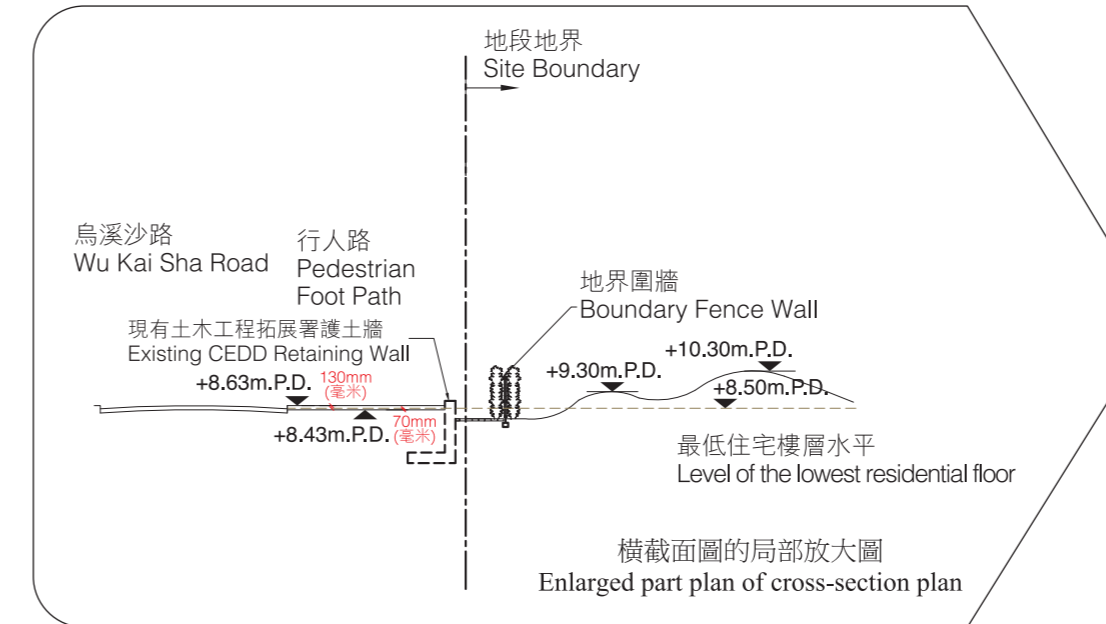 地段地界
Site Boundary
烏溪沙路
Wu Kai Sha Road
行人路
Pedestrian
Foot Path
地界圍牆
Boundary Fence Wall
現有土木工程拓展署護土牆
Existing CEDD Retaining Wall
+10.30m.P.D.
+9.30m.P.D.
+8.63m.P.D.
130mm
(毫米)
+8.50m.P.D.
+8.43m.P.D.
70mm
(毫米)
最低住宅樓層水平
Level of the lowest residential floor
橫截面圖的局部放大圖
Enlarged part plan of cross-section plan